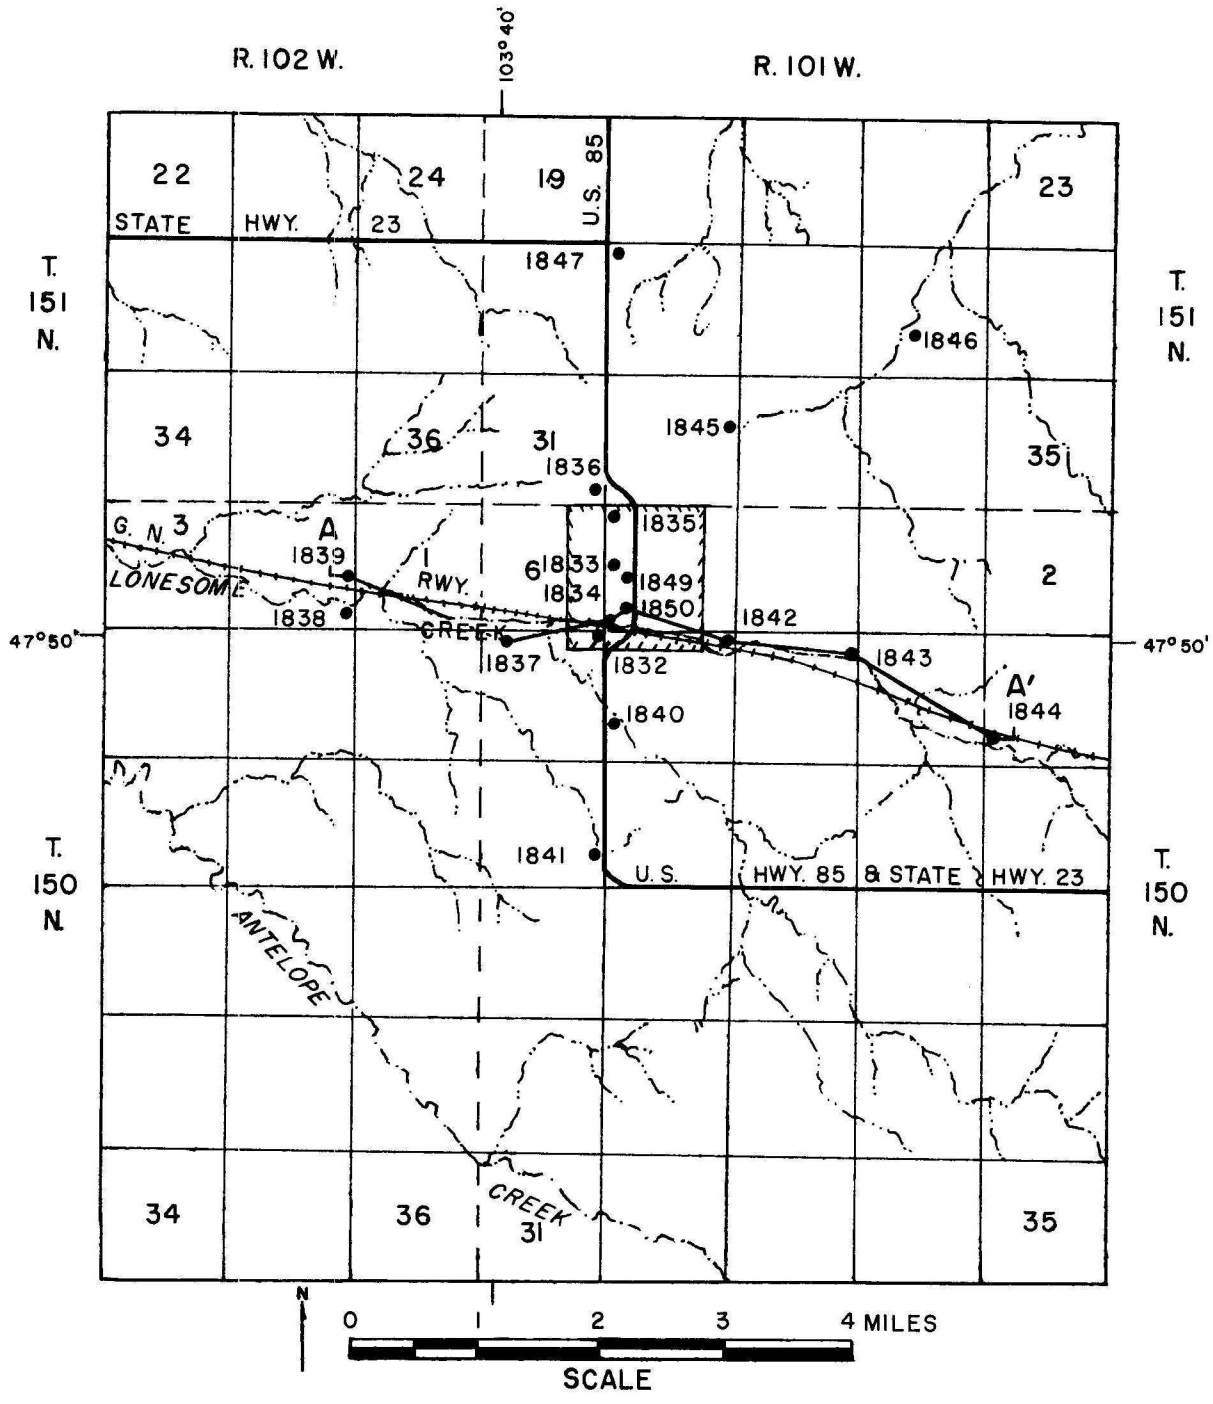 103° 40'
R. 102 W.
R. 101 W.
22
24
19
U.S. 85
23
STATE HWY. 23
1847
T.
151
N.
T.
151
N.
1846
34
36
31
1845
35
1836
G. N. 3
A
1835
1839
1
6
1833
1849
2
LONESOME
RWY.
1834
1850
1838
1842
47° 50'
CREEK
47° 50'
1837
1832
1843
A'
1844
1840
T.
150
N.
1841
U.S. HWY. 85 & STATE HWY. 23
T.
150
N.
ANTELOPE
CREEK
34
36
31
35
N
0 2 3 4 MILES
SCALE